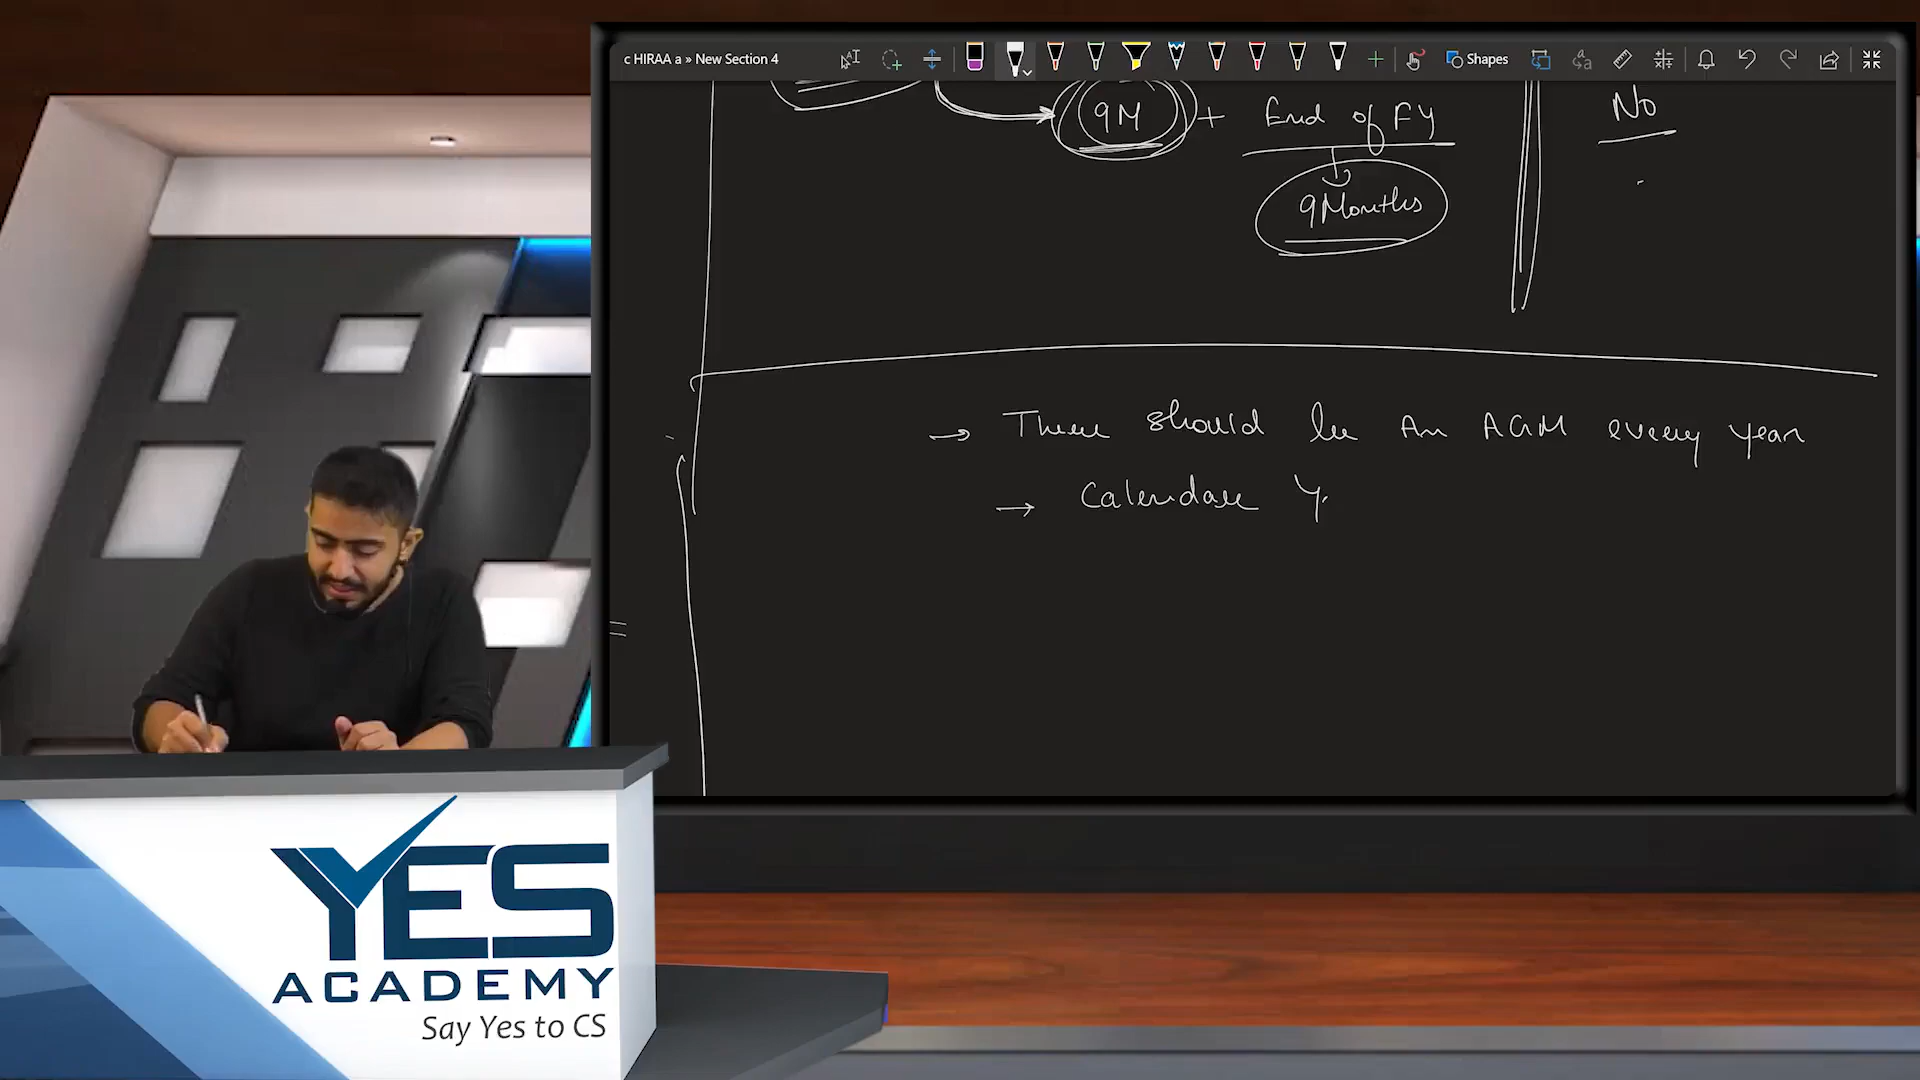 c HIRAA a » New Section 4
Shapes
9M + End of FY
No
9 Months
→ There should be An AGM every year
→ Calendar Y
YES
ACADEMY
Say Yes to CS